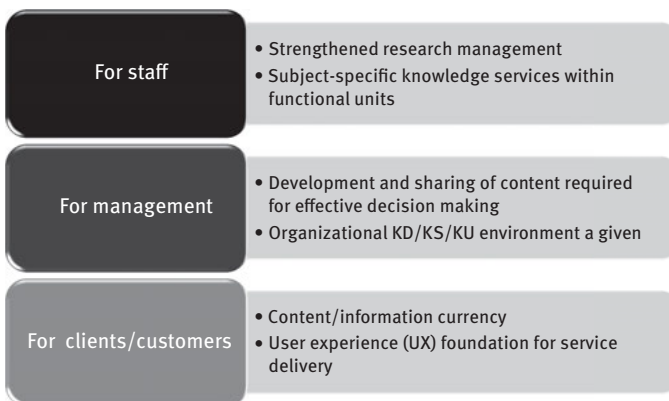 For staff
• Strengthened research management
• Subject-specific knowledge services within
functional units
For management
• Development and sharing of content required
for effective decision making
• Organizational KD/KS/KU environment a given
For clients/customers
• Content/information currency
• User experience (UX) foundation for service
delivery